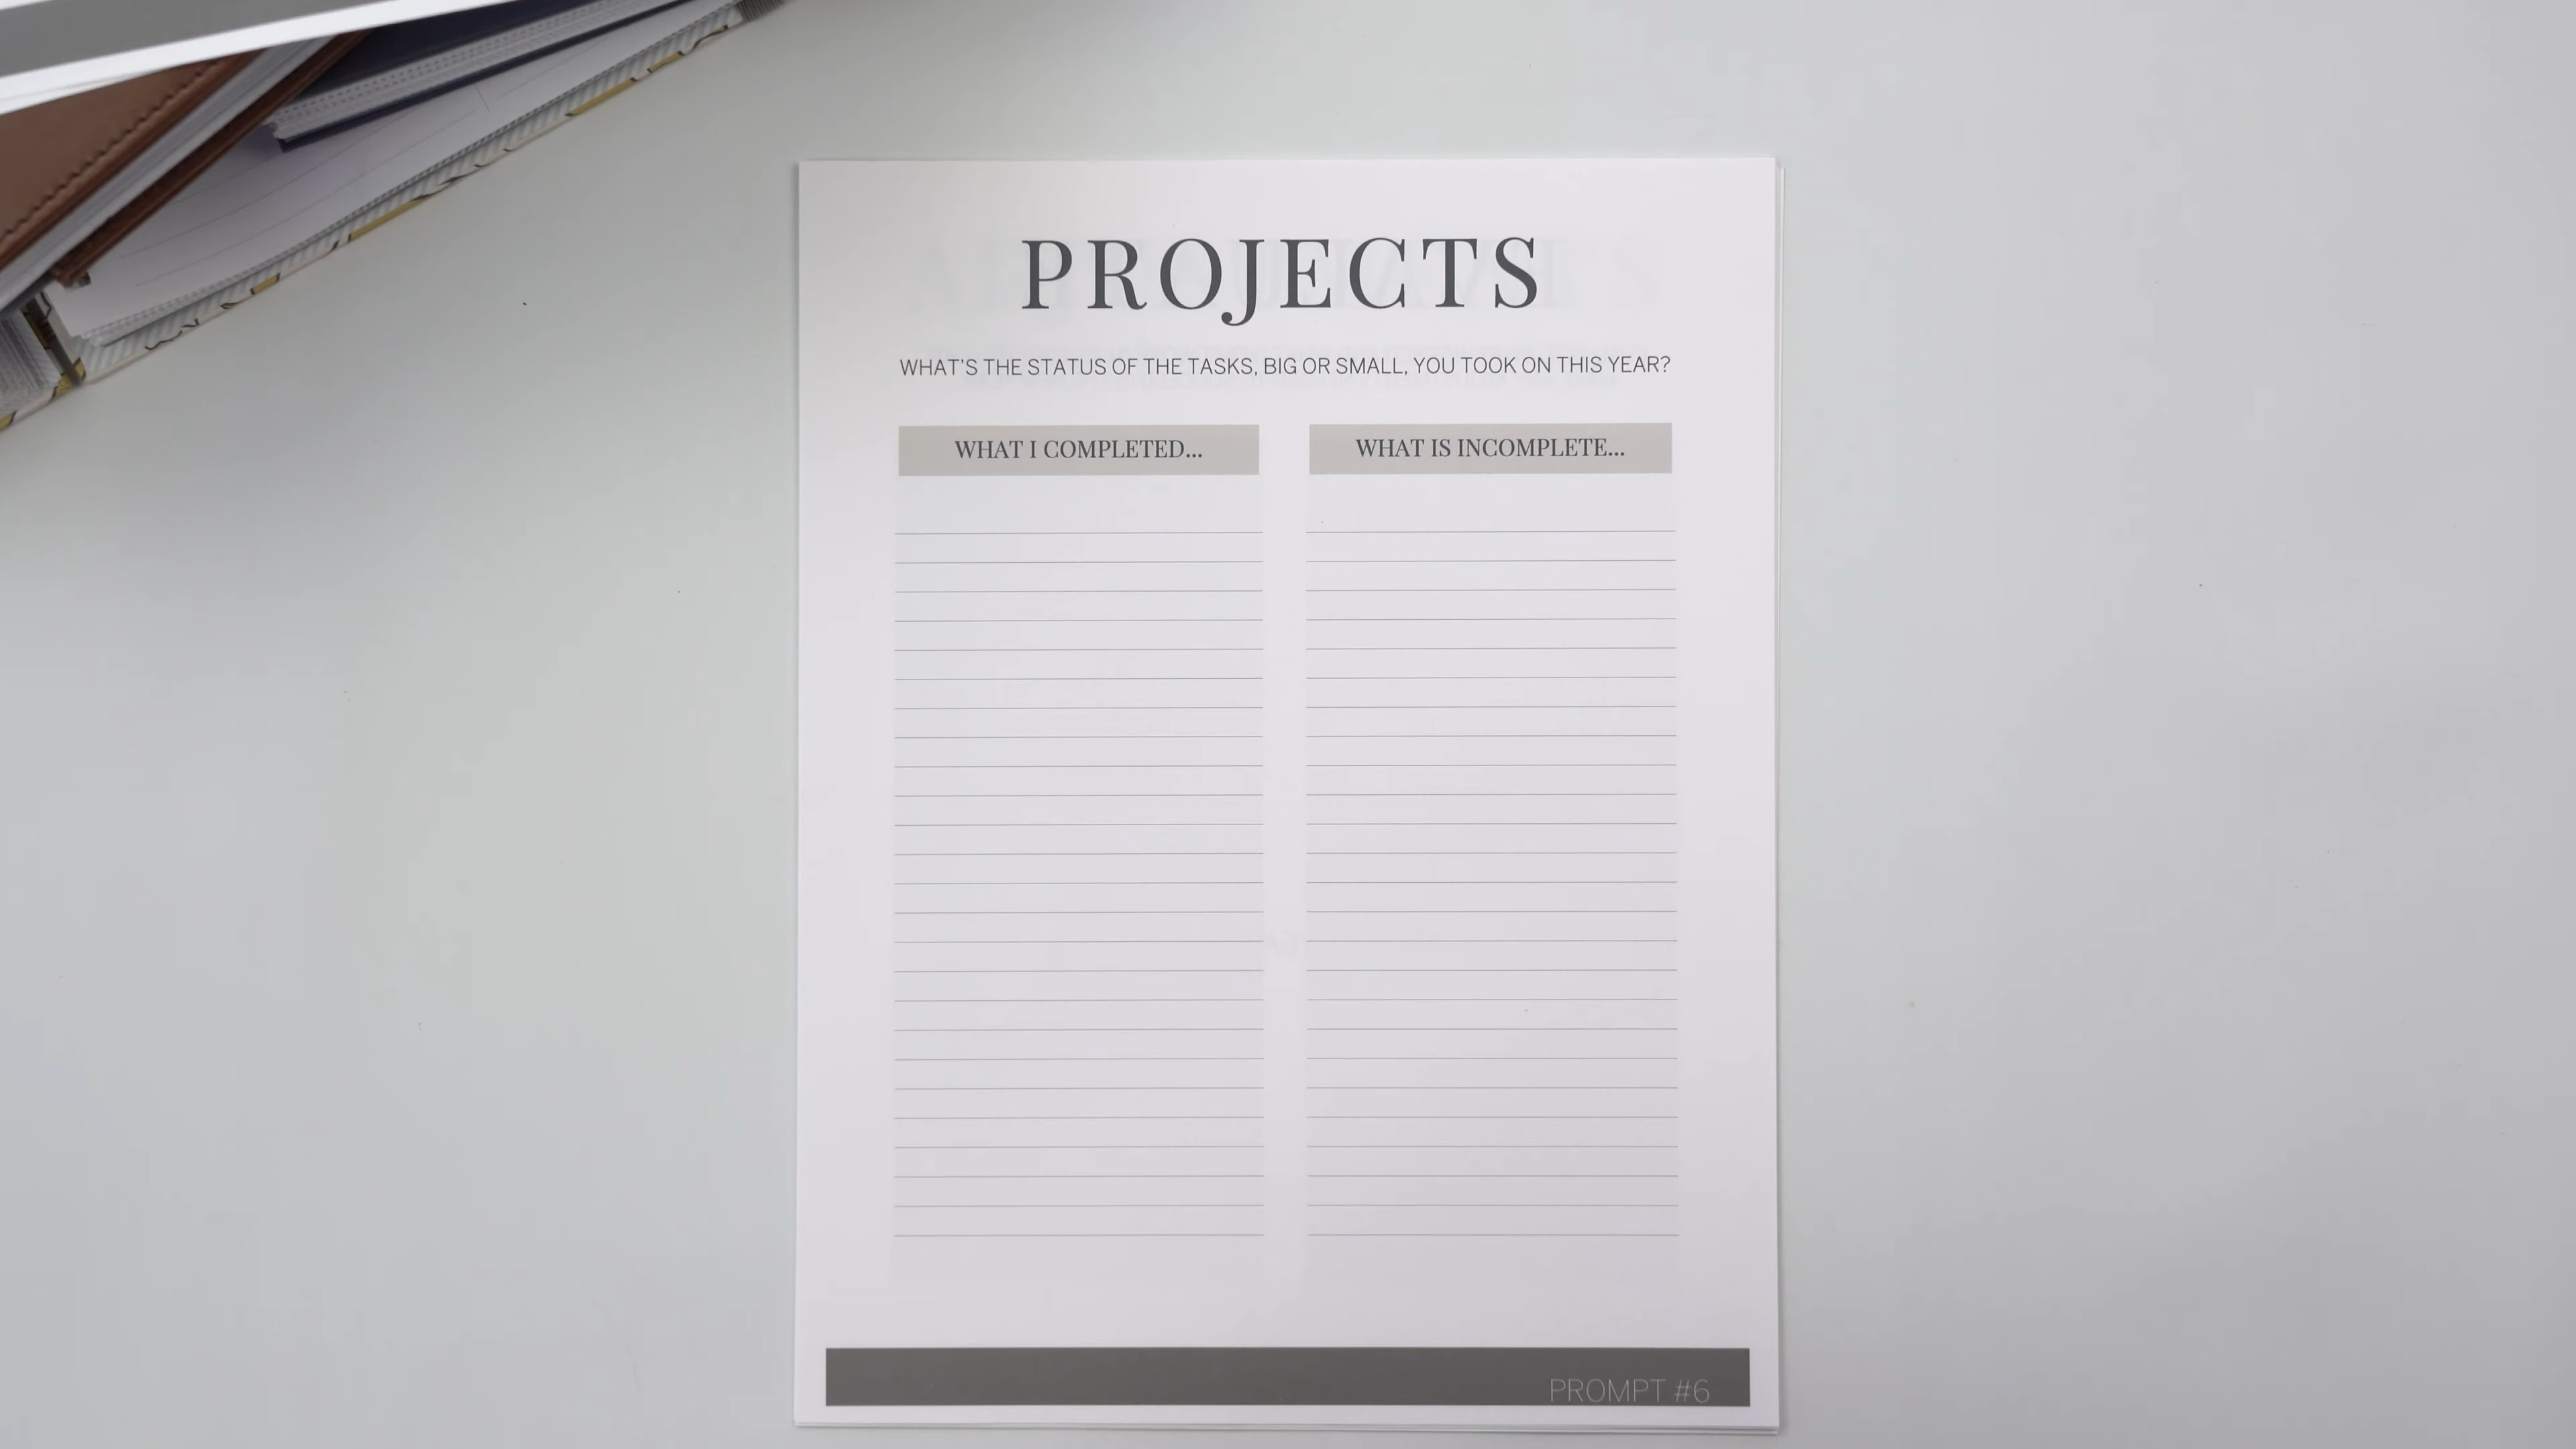 PROJECTS
WHAT'S THE STATUS OF THE TASKS, BIG OR SMALL, YOU TOOK ON THIS YEAR?
WHAT I COMPLETED...
WHAT IS INCOMPLETE...
PROMPT #6